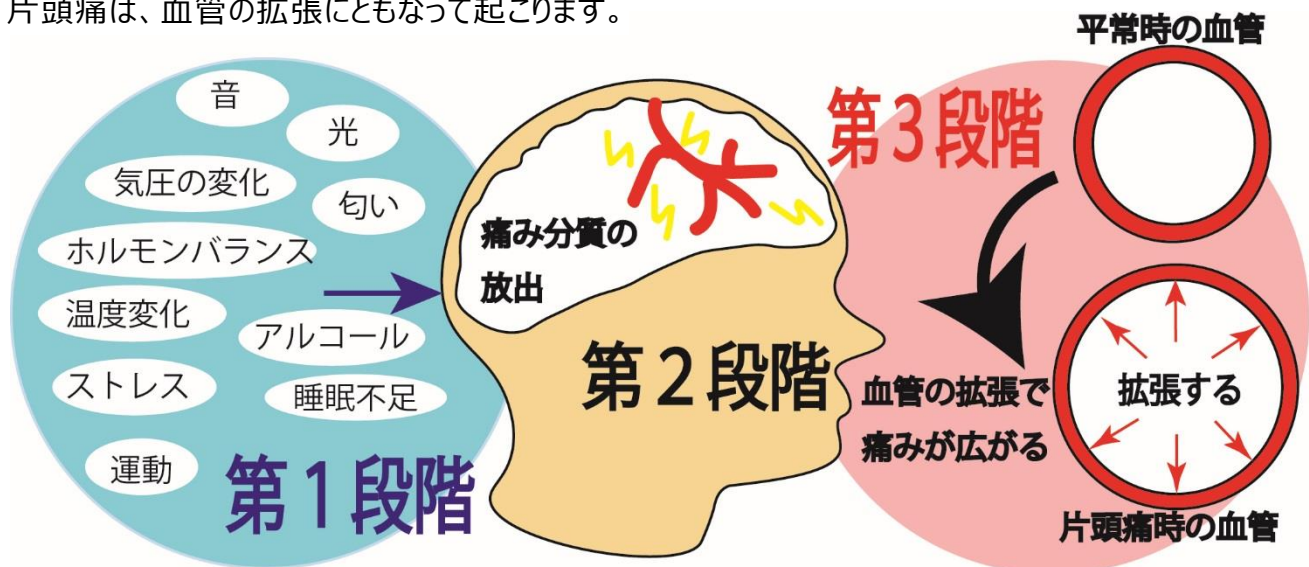 片頭痛は、血管の拡張にともなって起こります。
音
光
気圧の変化
匂い
ホルモンバランス
温度変化
アルコール
ストレス
睡眠不足
運動
第1段階
痛み分質の
放出
第2段階
第3段階
平常時の血管
血管の拡張で
痛みが広がる
拡張する
片頭痛時の血管